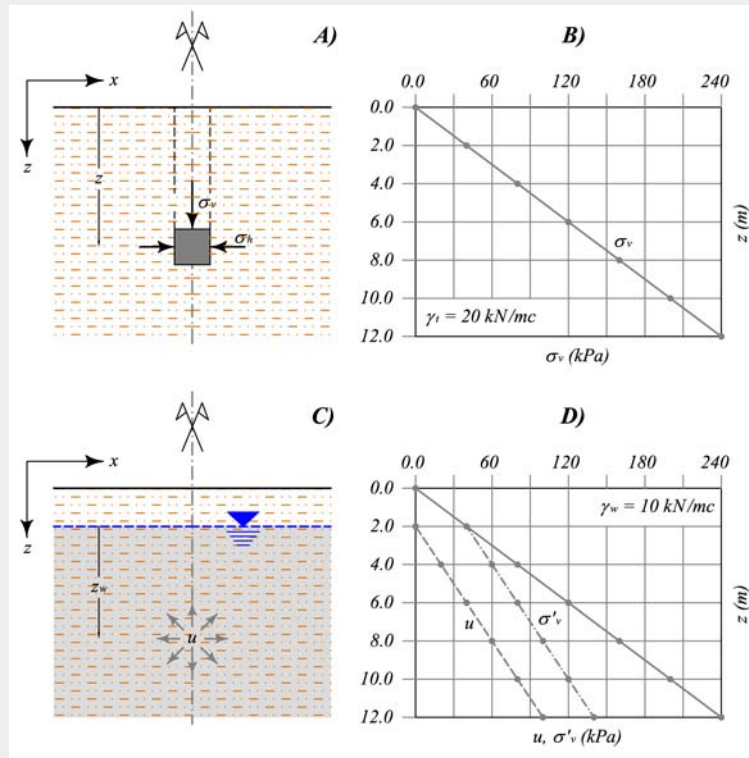 A)
x
z
z
σv
σh
B)
0.0 60 120 180 240
0.0
2.0
4.0
6.0
8.0
10.0
12.0
z (m)
σv
γt = 20 kN/mc
σv (kPa)
C)
x
z
zw
u
D)
0.0 60 120 180 240
0.0
2.0
4.0
6.0
8.0
10.0
12.0
z (m)
γw = 10 kN/mc
u
σ'v
u, σ'v (kPa)